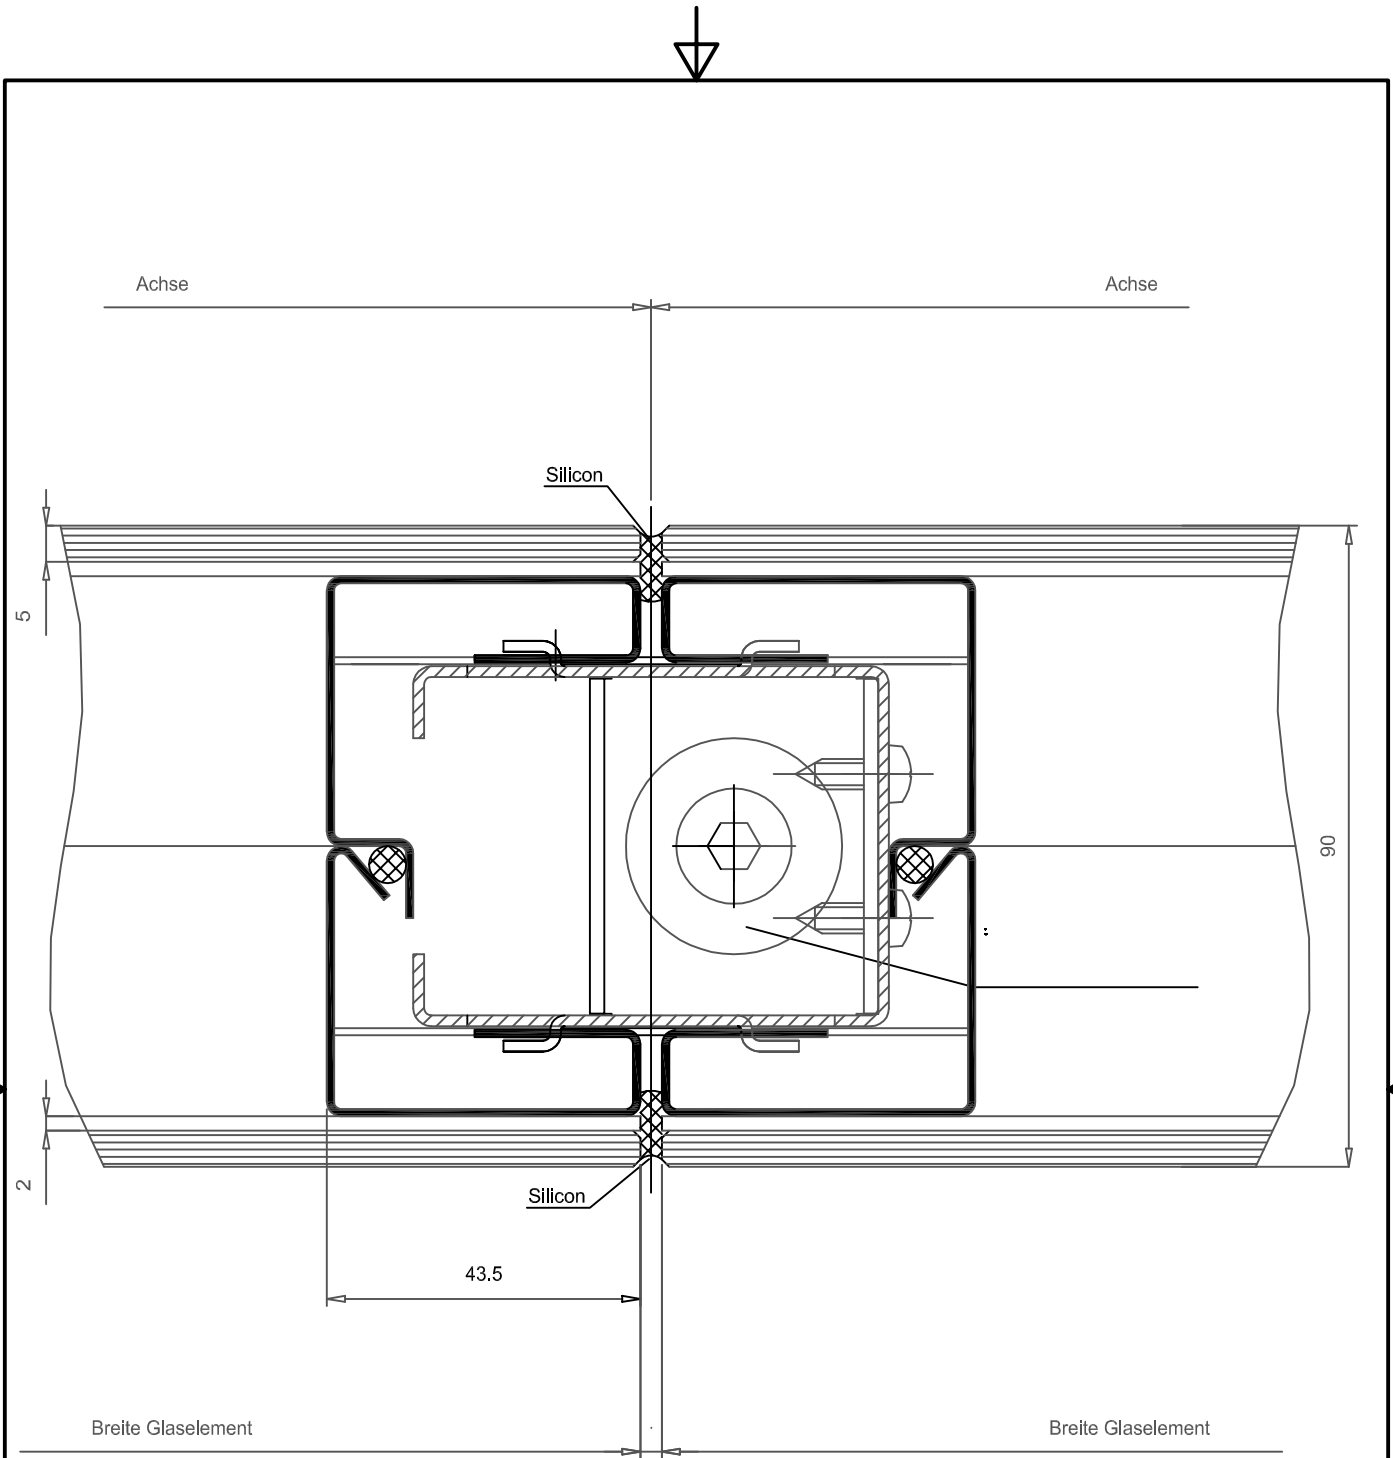 Achse
Achse
Silicon
5
90
2
Silicon
43.5
Breite Glaselement
Breite Glaselement